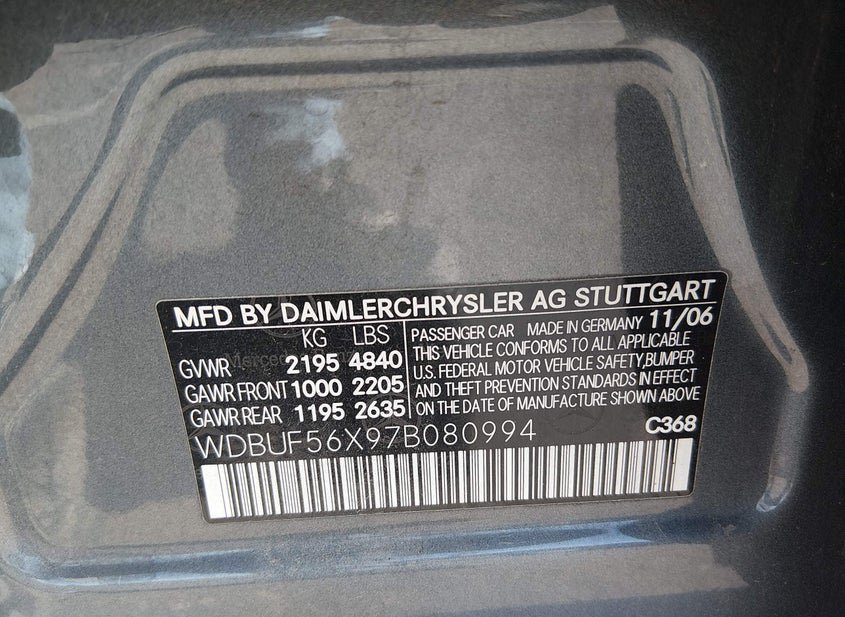 MFD BY DAIMLERCHRYSLER AG STUTTGART
KG LBS
GVWR 2195 4840
GAWR FRONT 1000 2205
GAWR REAR 1195 2635
PASSENGER CAR MADE IN GERMANY 11/06
THIS VEHICLE CONFORMS TO ALL APPLICABLE
U.S. FEDERAL MOTOR VEHICLE SAFETY,BUMPER
AND THEFT PREVENTION STANDARDS IN EFFECT
ON THE DATE OF MANUFACTURE SHOWN ABOVE
WDBUF56X97B080994
C368